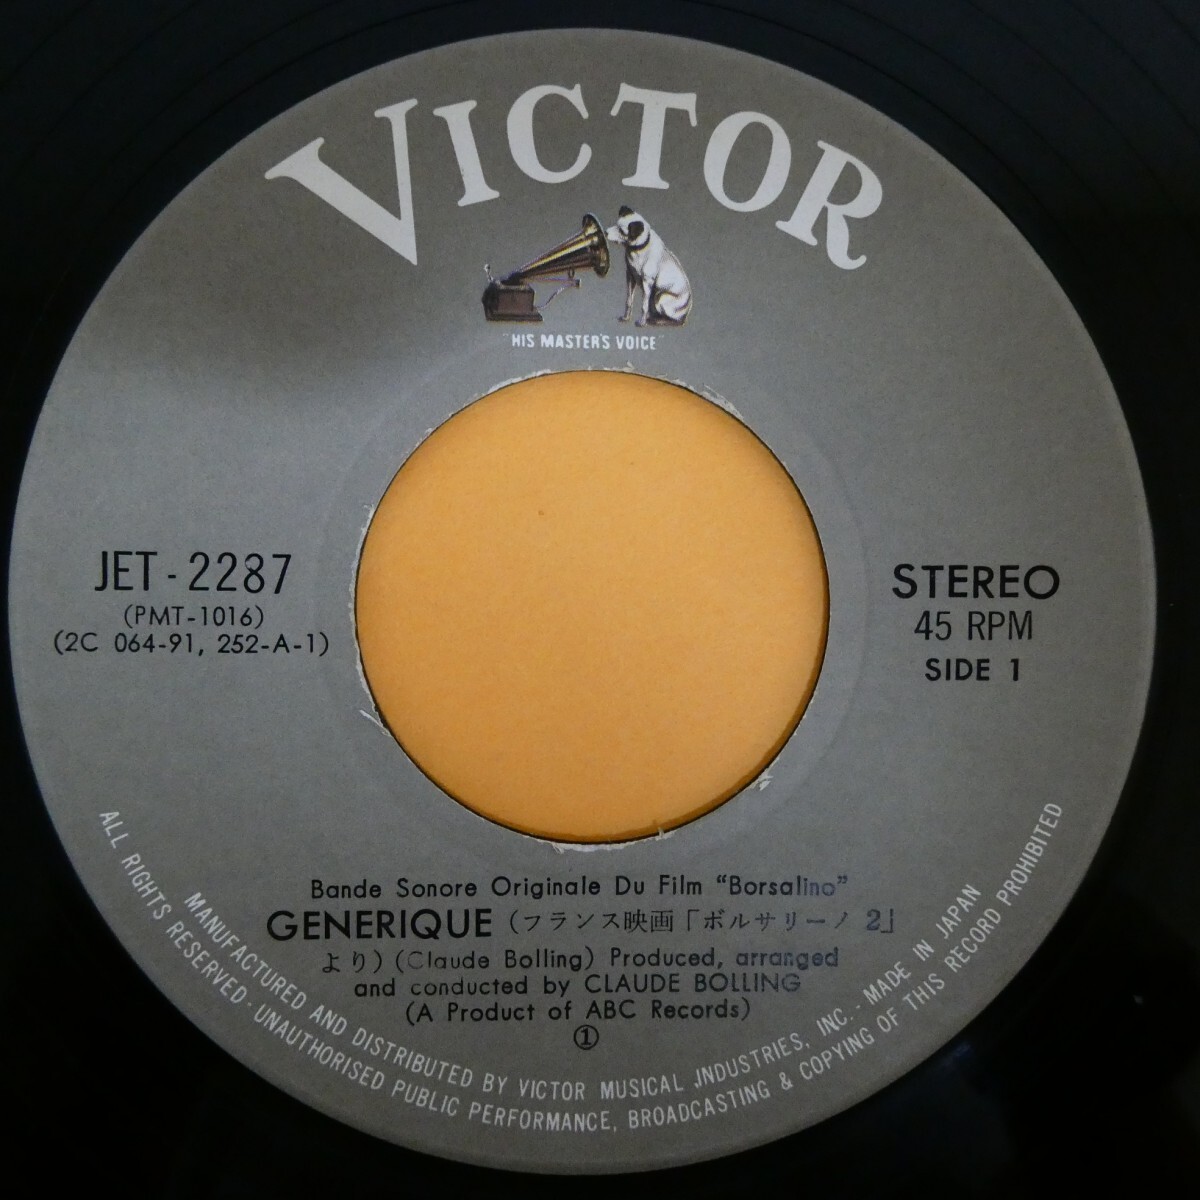 VICTOR
"HIS MASTER'S VOICE"
JET-2287
(PMT-1016)
(2C 064-91, 252-A-1)
STEREO
45 RPM
SIDE 1
Bande Sonore Originale Du Film “Borsalino”
GENERIQUE (フランス映画「ボルサリーノ 2」
より) (Claude Bolling) Produced, arranged
and conducted by CLAUDE BOLLING
(A Product of ABC Records)
①
MANUFACTURED AND DISTRIBUTED BY VICTOR MUSICAL JNDUSTRIES, INC.-MADE IN JAPAN
ALL RIGHTS RESERVED-UNAUTHORISED PUBLIC PERFORMANCE, BROADCASTING & COPYING OF THIS RECORD PROHIBITED